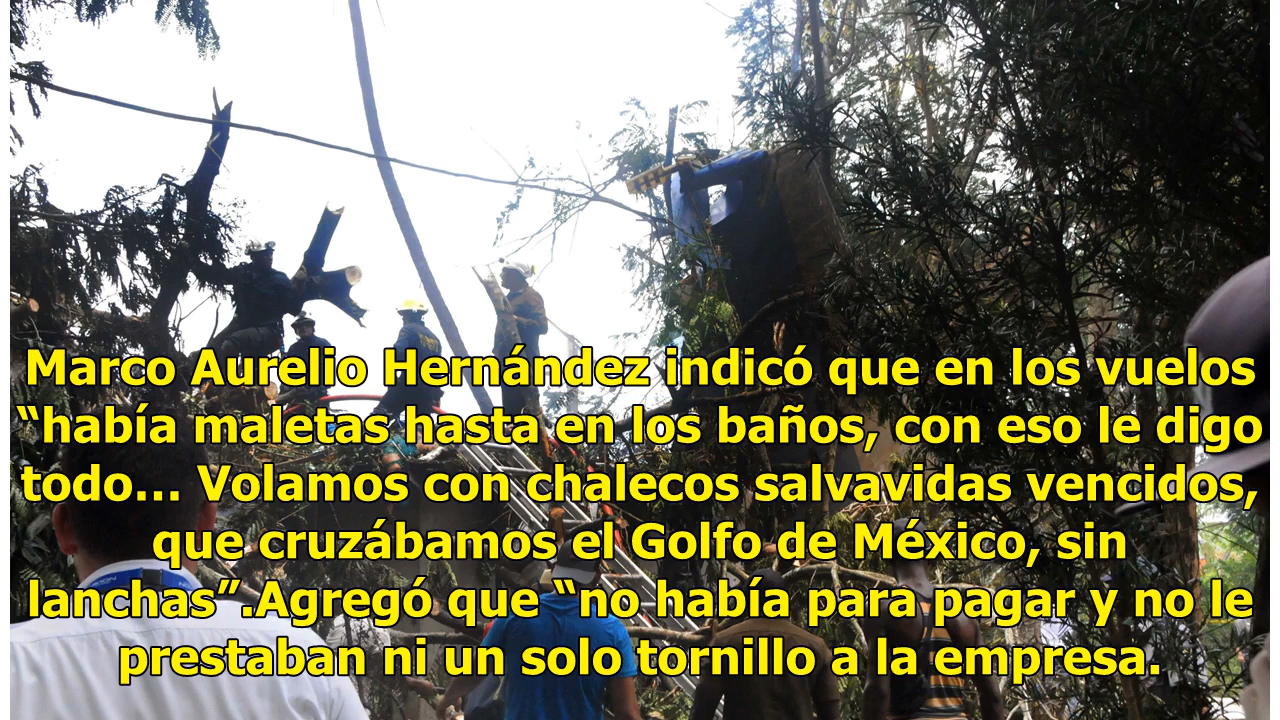 Marco Aurelio Hernández indicó que en los vuelos
“había maletas hasta en los baños, con eso le digo
todo... Volamos con chalecos salvavidas vencidos,
que cruzábamos el Golfo de México, sin
lanchas”.Agregó que “no había para pagar y no le
prestaban ni un solo tornillo a la empresa.